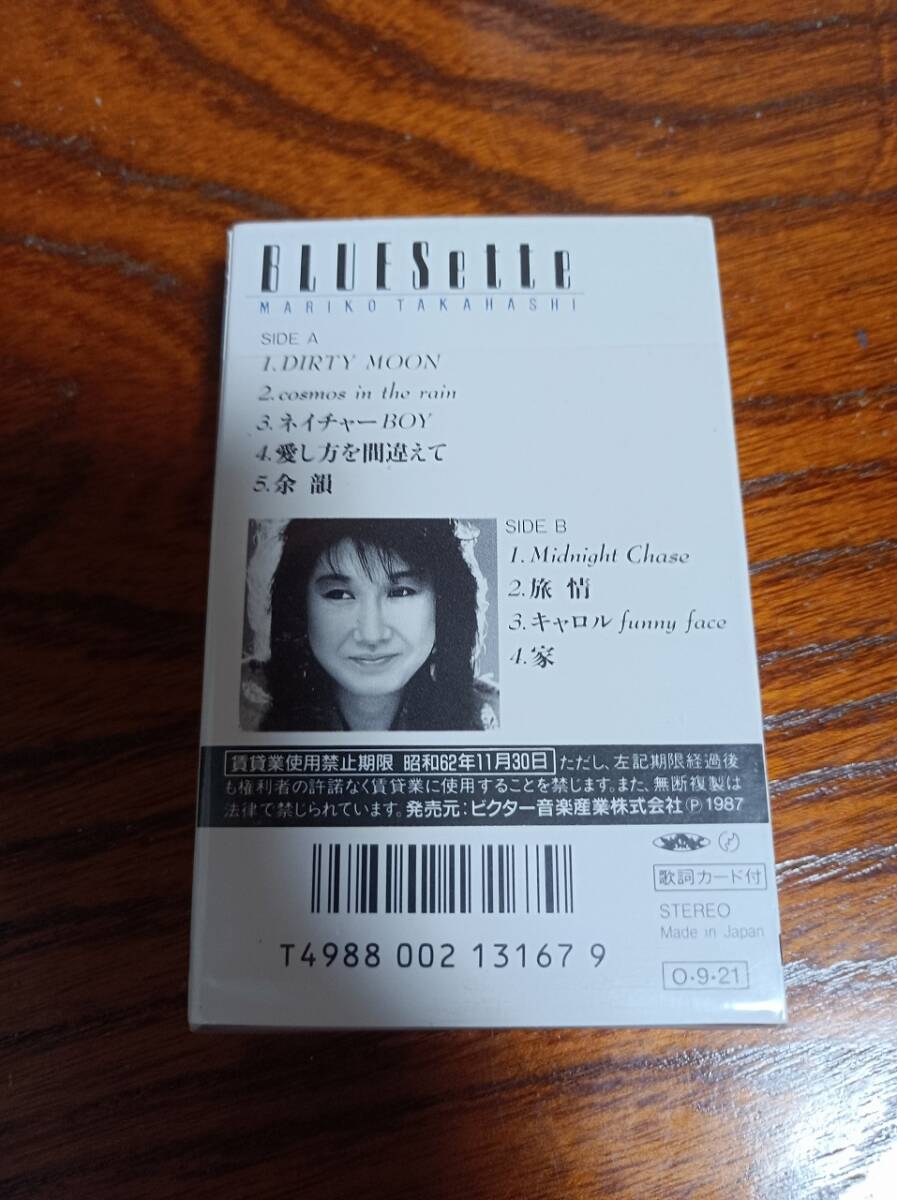 BLUESette
MARIKO TAKAHASHI
SIDE A
1.DIRTY MOON
2.cosmos in the rain
3.ネイチャーBOY
4.愛し方を間違えて
5.余韻
SIDE B
1.Midnight Chase
2.旅情
3.キャロル funny face
4.家
賃貸業使用禁止期限 昭和62年11月30日 ただし、左記期限経過後
も権利者の許諾なく賃貸業に使用することを禁じます。また、無断複製は
法律で禁じられています。発売元:ビクター音楽産業株式会社Ⓟ1987
歌詞カード付
STEREO
Made in Japan
T4988 002 13167 9
O・9・21